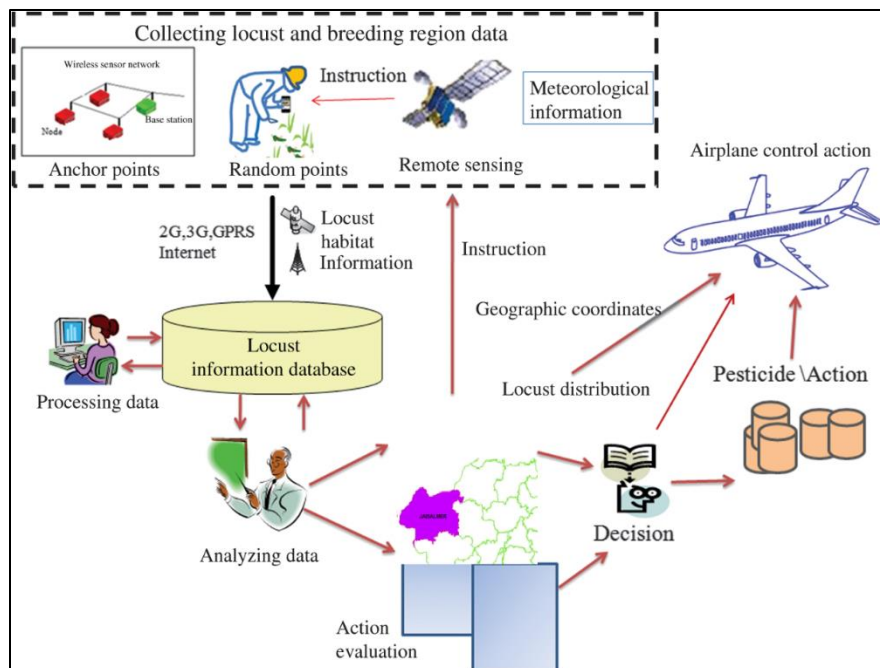 Collecting locust and breeding region data
Wireless sensor network
Node
Base station
Anchor points
Instruction
Random points
Remote sensing
Meteorological
information
Airplane control action
2G,3G,GPRS
Internet
Locust
habitat
Information
Instruction
Geographic coordinates
Locust
information database
Processing data
Locust distribution
Pesticide \Action
Analyzing data
Decision
Action
evaluation